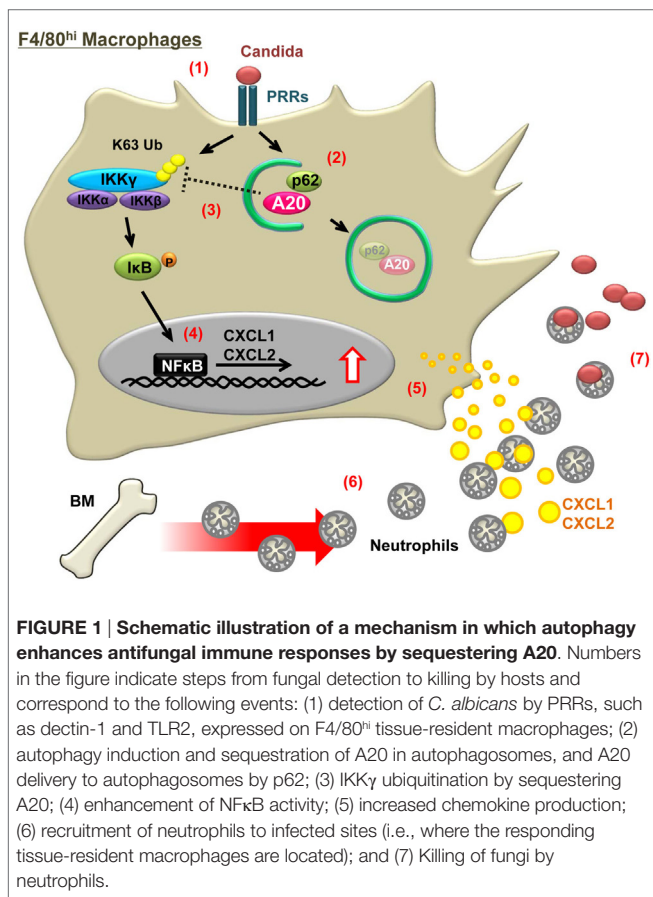 F4/80hi Macrophages
(1)
Candida
PRRs
K63 Ub
(2)
p62
A20
IKKγ
IKKα
IKKβ
(3)
p62
A20
IκB
P
(4)
CXCL1
CXCL2
NFκB
(5)
(7)
(6)
BM
Neutrophils
CXCL1
CXCL2
FIGURE 1 | Schematic illustration of a mechanism in which autophagy
enhances antifungal immune responses by sequestering A20. Numbers
in the figure indicate steps from fungal detection to killing by hosts and
correspond to the following events: (1) detection of C. albicans by PRRs, such
as dectin-1 and TLR2, expressed on F4/80hi tissue-resident macrophages; (2)
autophagy induction and sequestration of A20 in autophagosomes, and A20
delivery to autophagosomes by p62; (3) IKKγ ubiquitination by sequestering
A20; (4) enhancement of NFκB activity; (5) increased chemokine production;
(6) recruitment of neutrophils to infected sites (i.e., where the responding
tissue-resident macrophages are located); and (7) Killing of fungi by
neutrophils.